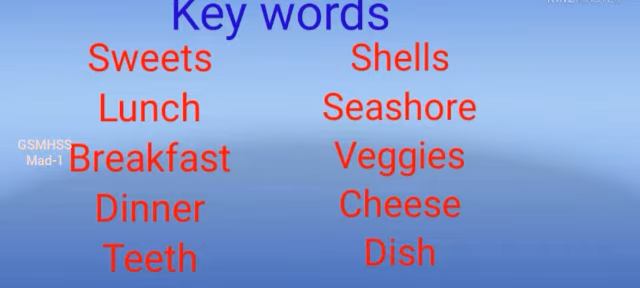 Key words
Sweets
Lunch
Breakfast
Dinner
Teeth
Shells
Seashore
Veggies
Cheese
Dish
GSMHSS
Mad-1